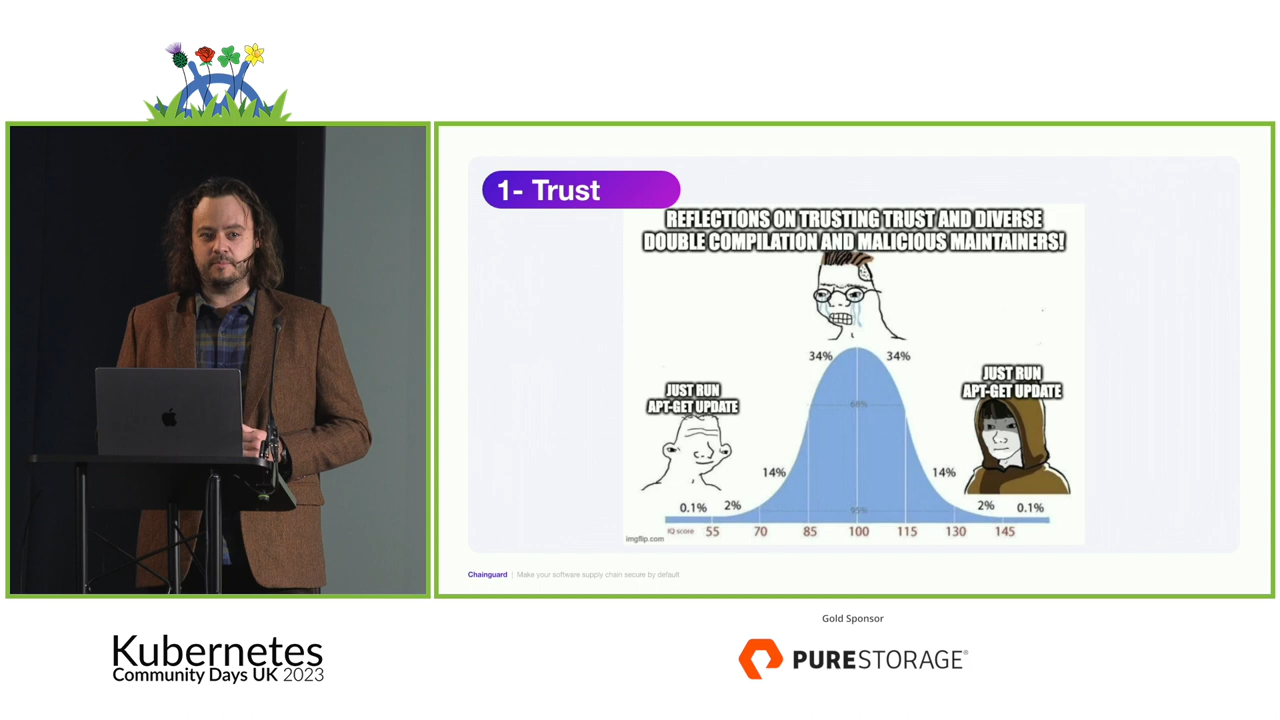 1- Trust
REFLECTIONS ON TRUSTING TRUST AND DIVERSE
DOUBLE COMPILATION AND MALICIOUS MAINTAINERS!
34%
34%
JUST RUN
APT-GET UPDATE
JUST RUN
APT-GET UPDATE
68%
14%
14%
0.1%
2%
95%
2%
0.1%
IQ score
55
70
85
100
115
130
145
imgflip.com
Chainguard | Make your software supply chain secure by default
Gold Sponsor
Kubernetes
Community Days UK 2023
PURESTORAGE®